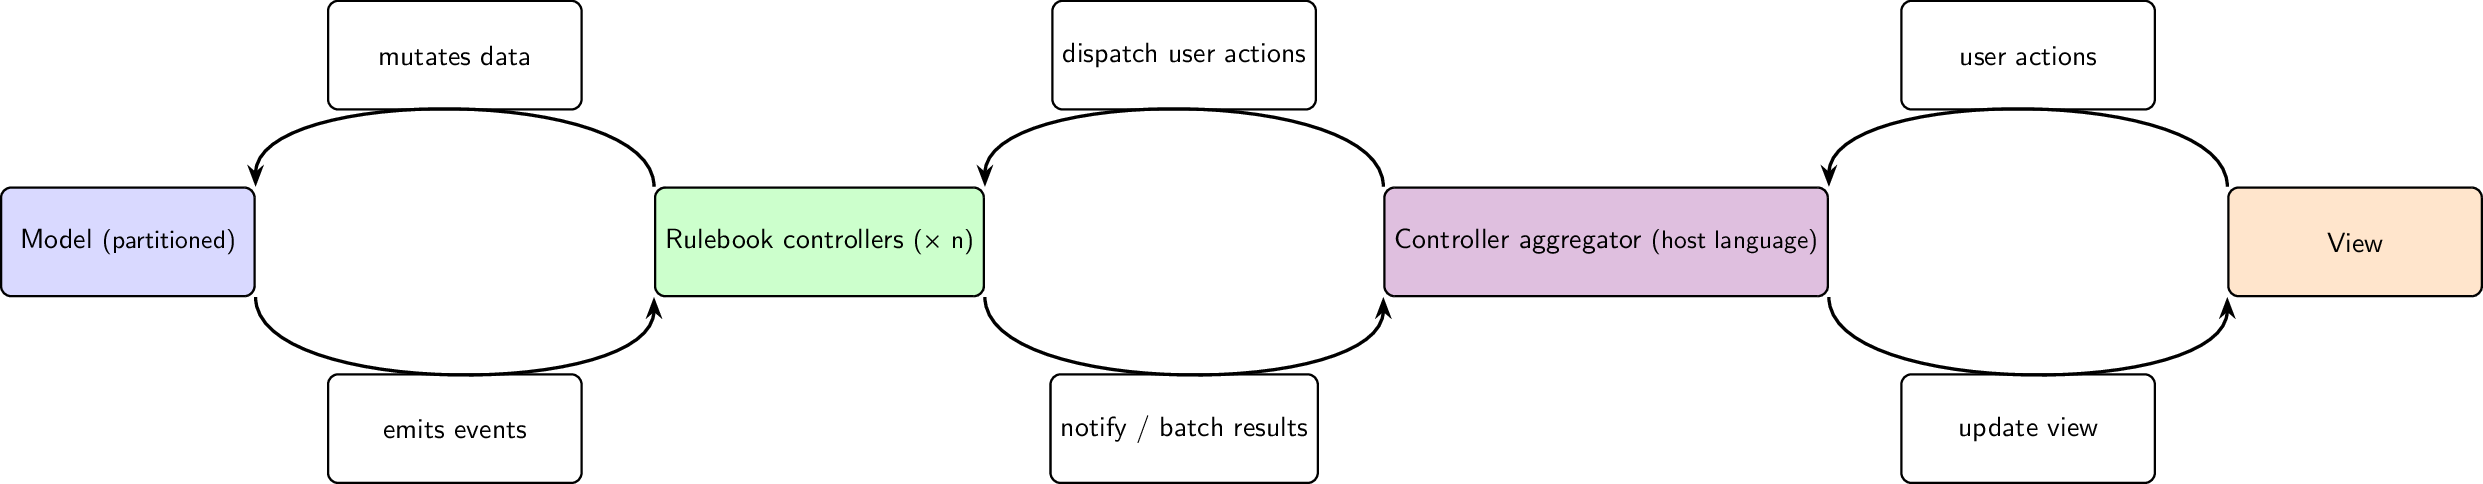 mutates data
dispatch user actions
user actions
Model (partitioned)
Rulebook controllers (× n)
Controller aggregator (host language)
View
emits events
notify / batch results
update view